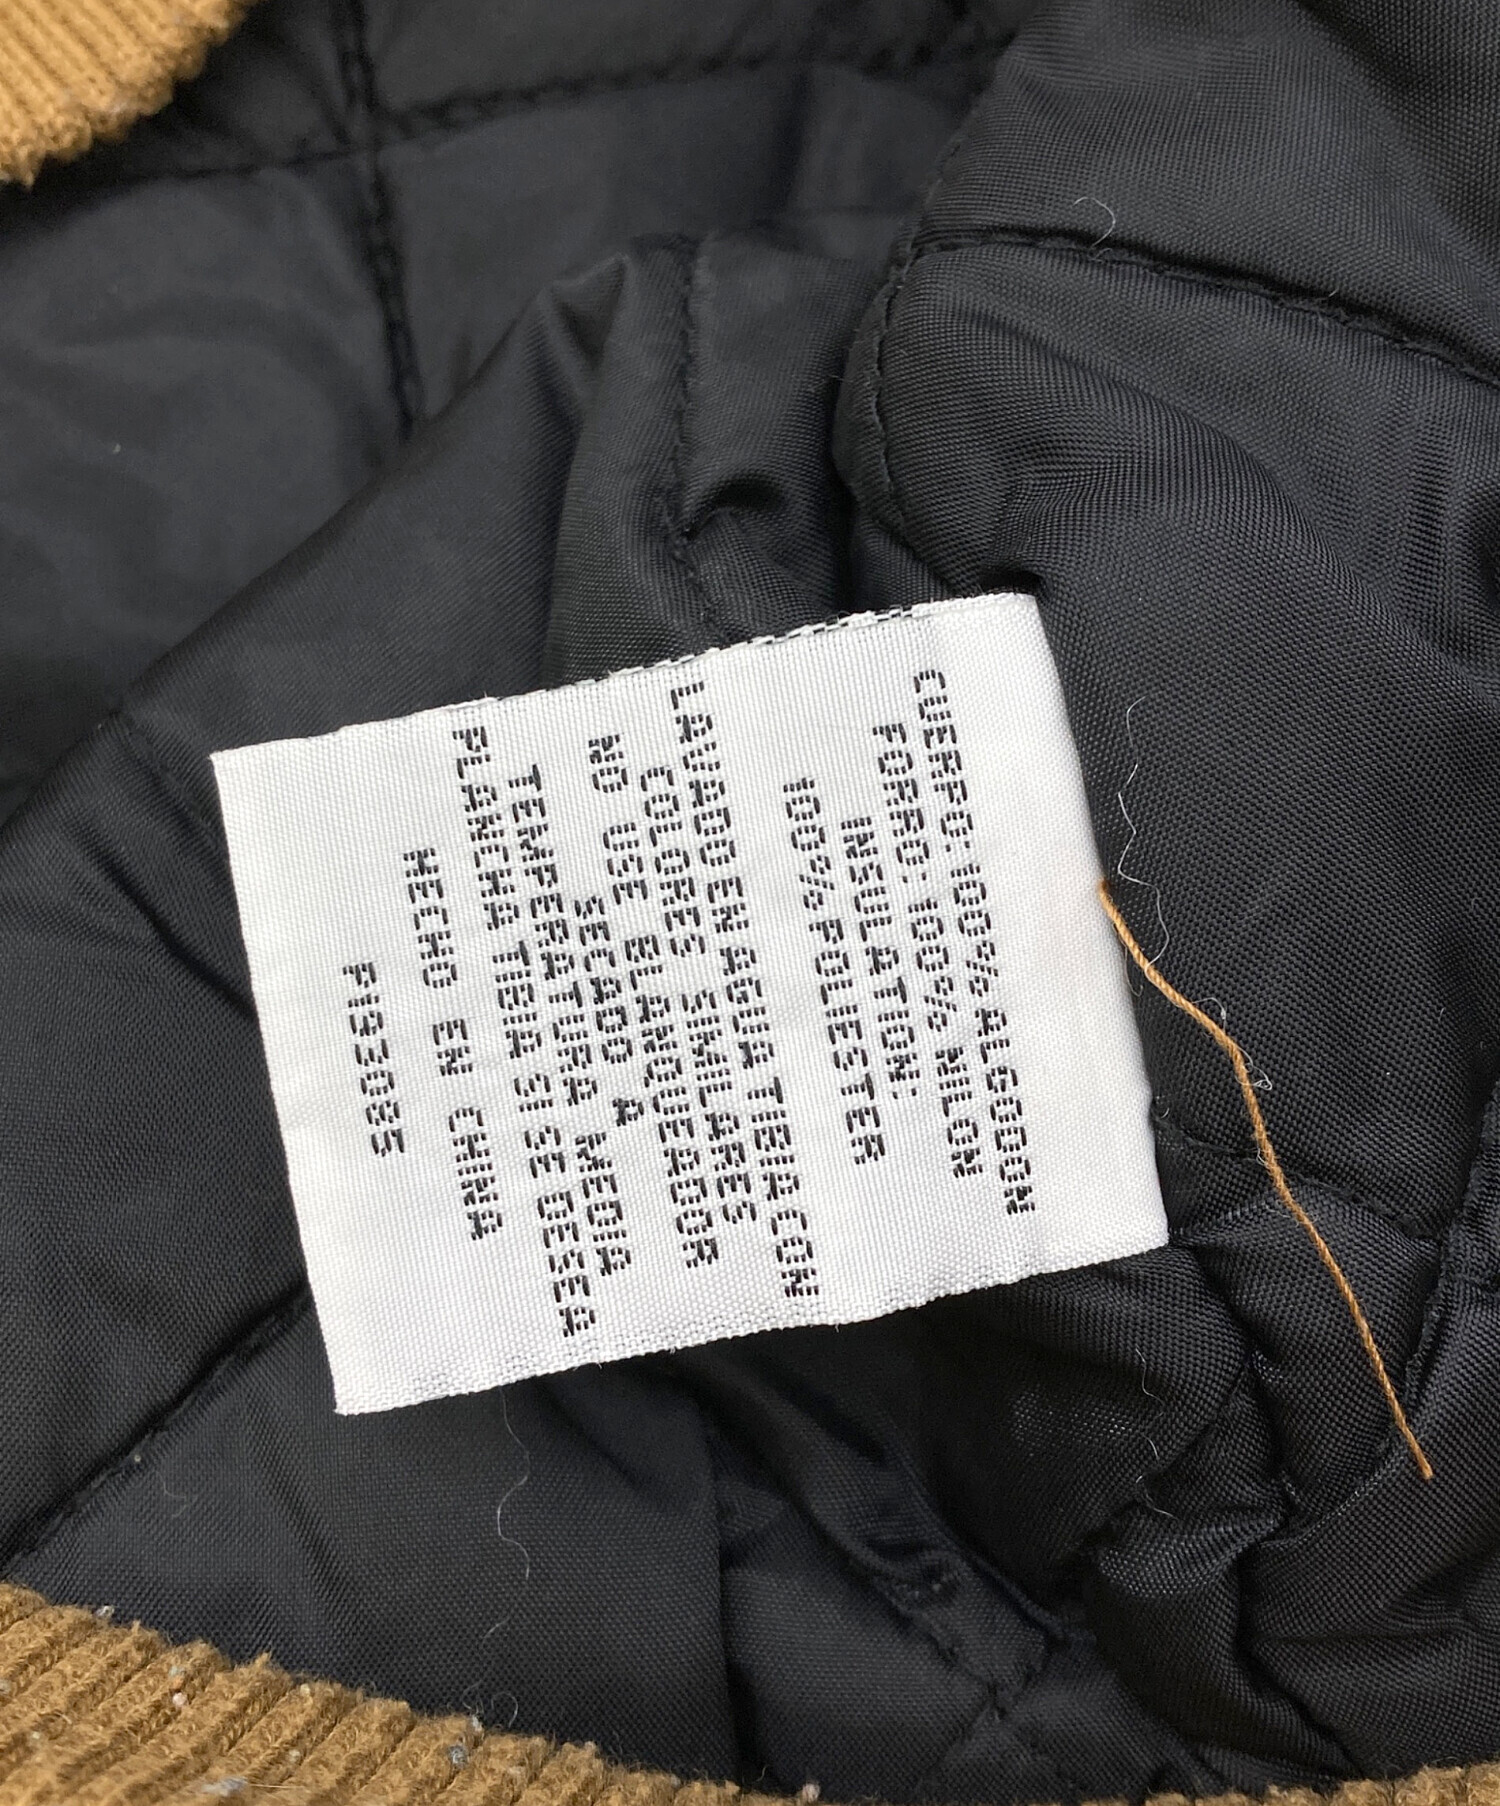 CUERPO: 100% ALGODON
FORRO: 100% NILON
INSULATION:
100% POLIESTER
LAVADO EN AGUA TIBIA CON
COLORES SIMILARES
NO USE BLANQUEADOR
SECADO A
TEMPERATURA MEDIA
PLANCHA TIBIA SI SE DESEA
HECHO EN CHINA
P193085